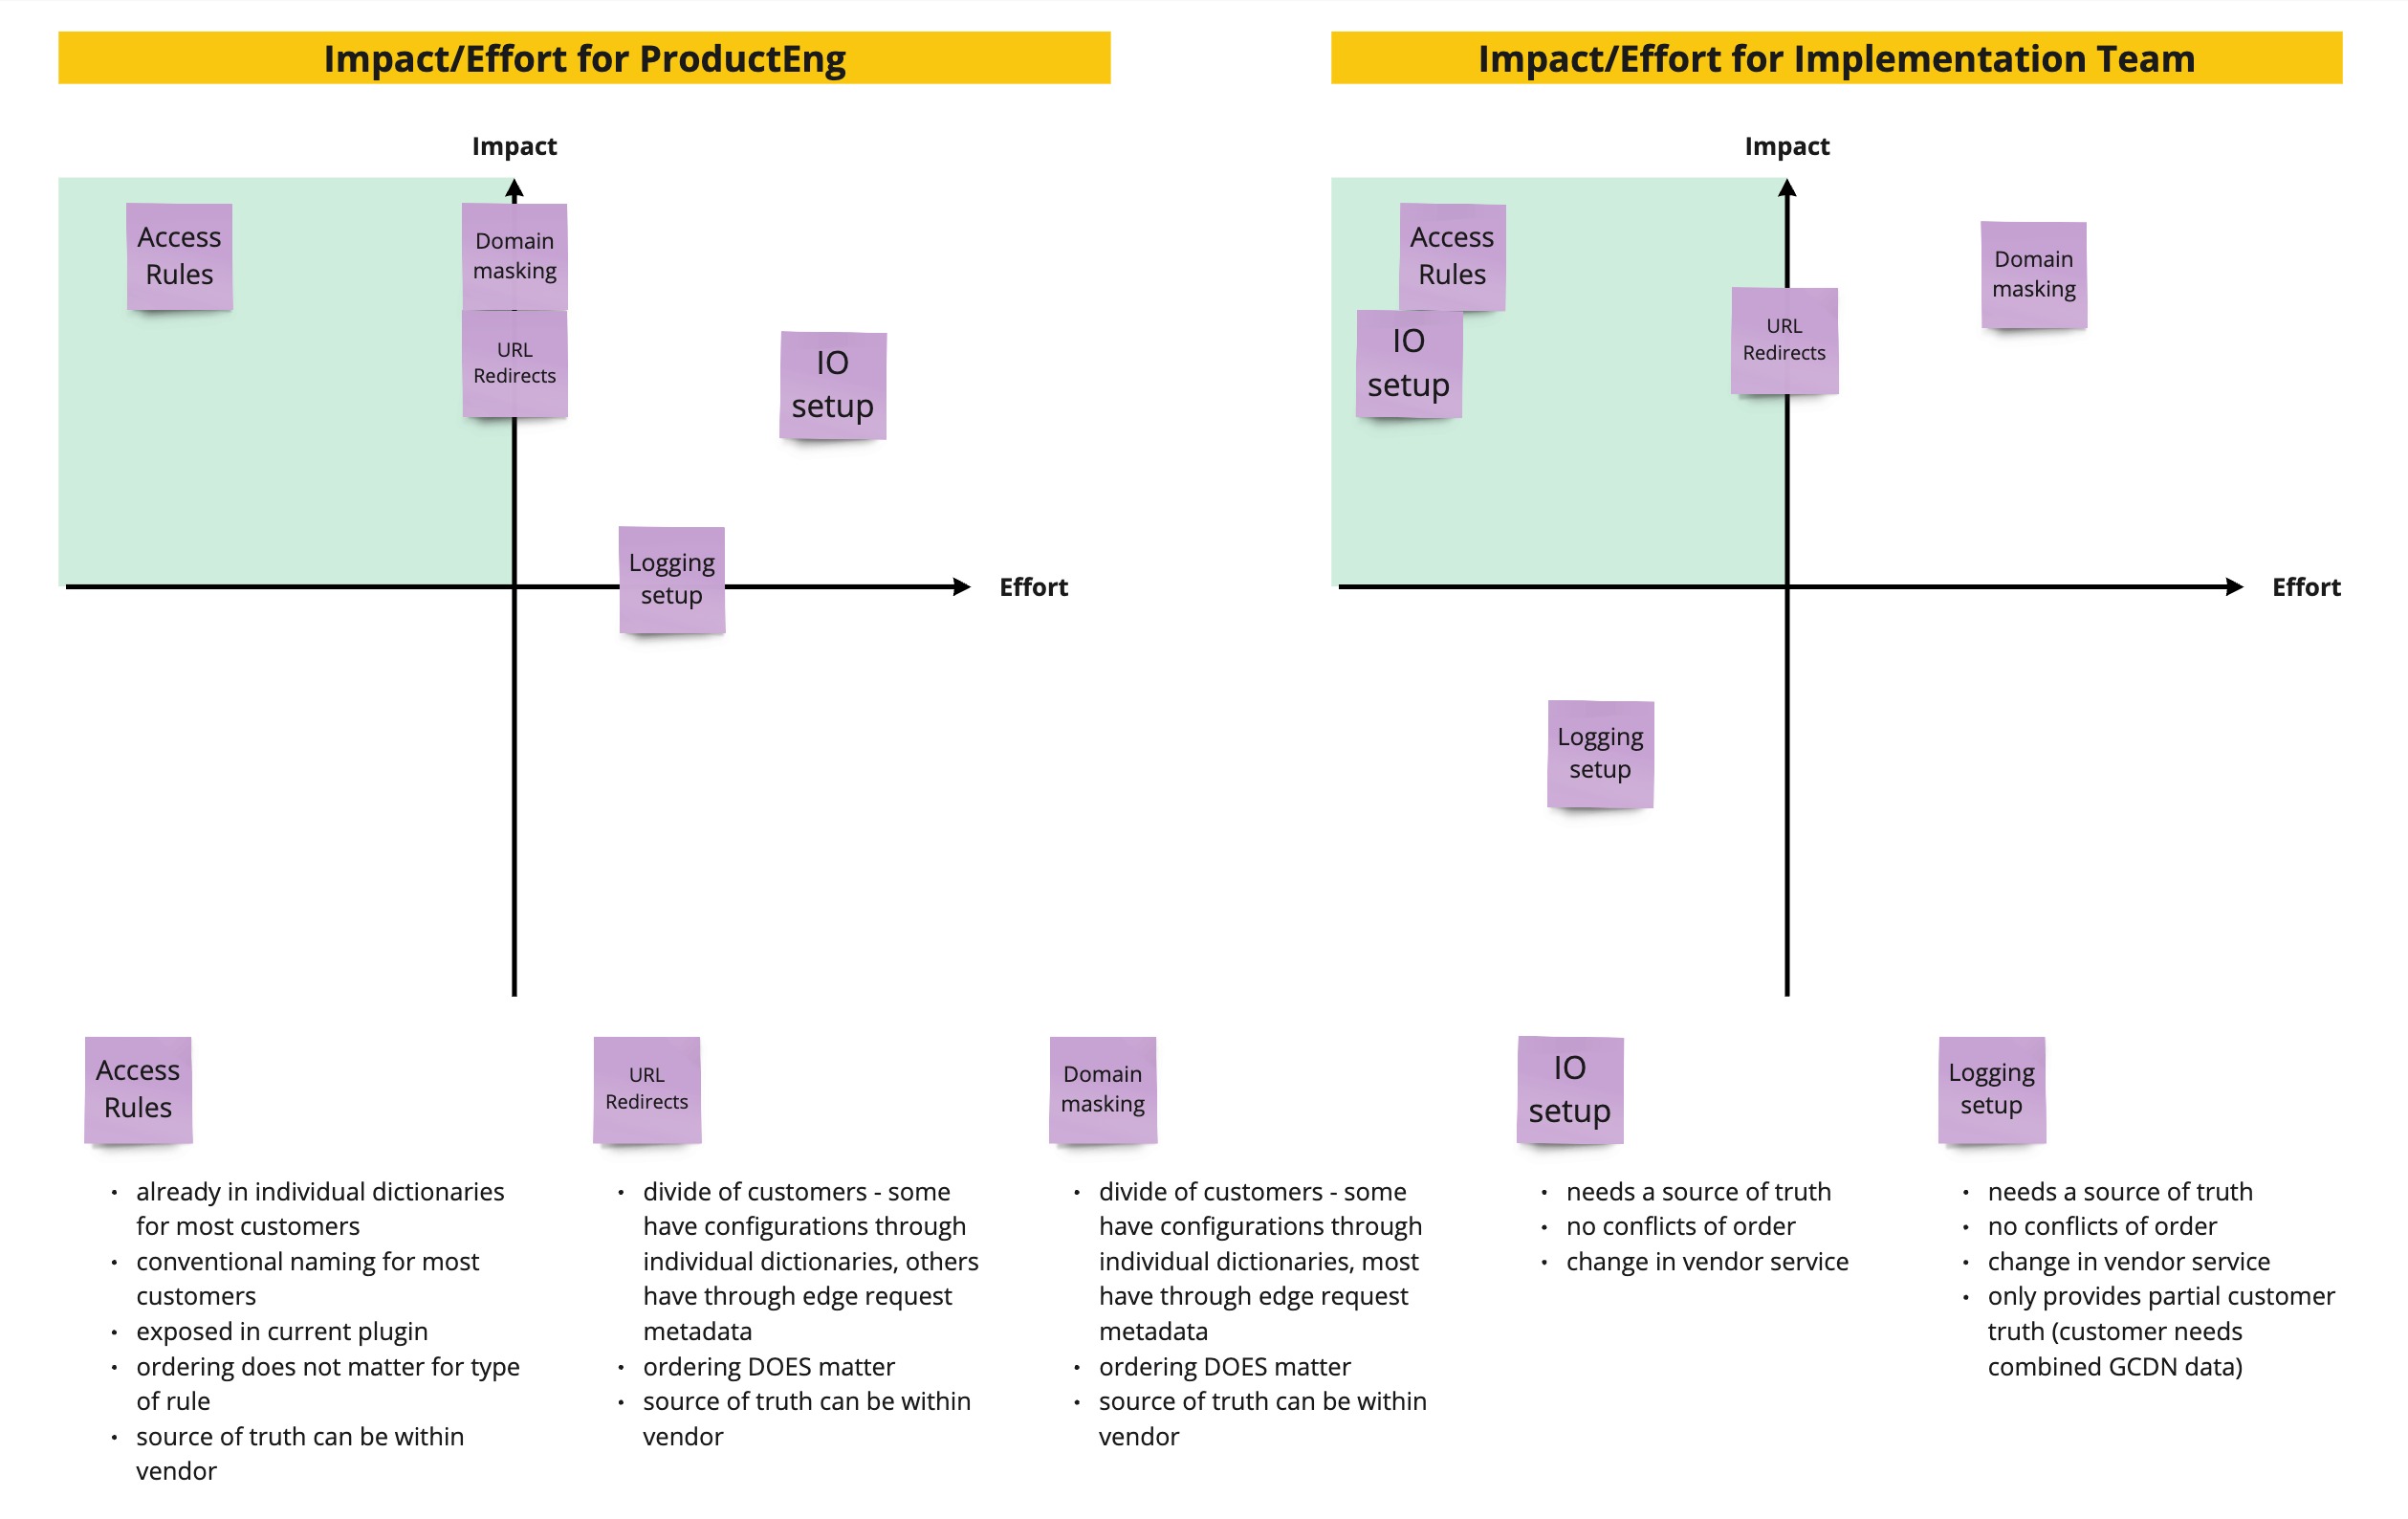 Impact/Effort for ProductEng
Impact
Access
Rules
Domain
masking
URL
Redirects
IO
setup
Logging
setup
Effort
Impact/Effort for Implementation Team
Impact
Access
Rules
IO
setup
URL
Redirects
Domain
masking
Effort
Logging
setup
Access
Rules
• already in individual dictionaries
for most customers
• conventional naming for most
customers
• exposed in current plugin
• ordering does not matter for type
of rule
• source of truth can be within
vendor
URL
Redirects
• divide of customers - some
have configurations through
individual dictionaries, others
have through edge request
metadata
• ordering DOES matter
• source of truth can be within
vendor
Domain
masking
• divide of customers - some
have configurations through
individual dictionaries, most
have through edge request
metadata
• ordering DOES matter
• source of truth can be within
vendor
IO
setup
• needs a source of truth
• no conflicts of order
• change in vendor service
Logging
setup
• needs a source of truth
• no conflicts of order
• change in vendor service
• only provides partial customer
truth (customer needs
combined GCDN data)